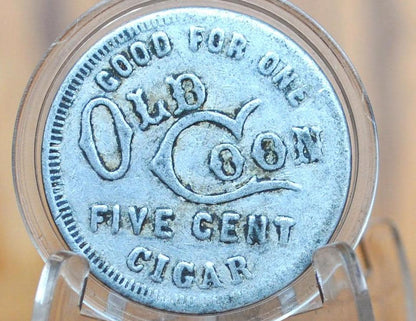 GOOD FOR ONE
OLD
COON
FIVE CENT
CIGAR